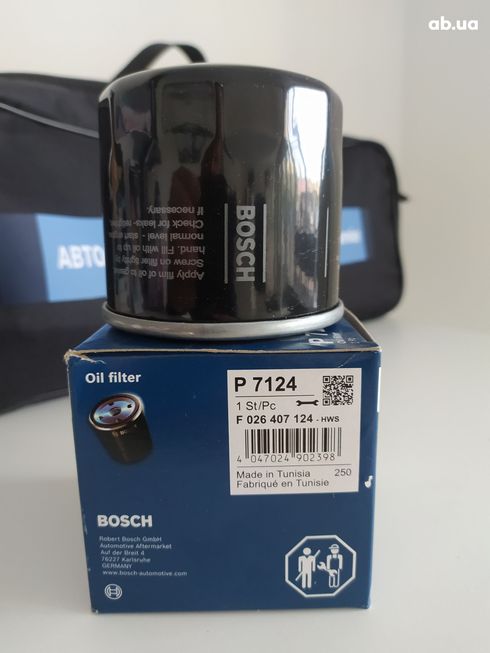 ab.ua
АВТО
BOSCH
If necessary.
Check for leaks-
normal level - start engine
hand. Fill with oil up to
Screw on filter tightly by
Apply film of oil to
P 7
Oil filter
BOSCH
P 7124
1 St/Pc
F 026 407 124 - HWS
4 047024 902398
Made in Tunisia 250
Fabriqué en Tunisie
BOSCH
Robert Bosch GmbH
Automotive Aftermarket
Auf der Breit 4
76227 Karlsruhe
GERMANY
www.bosch-automotive.com